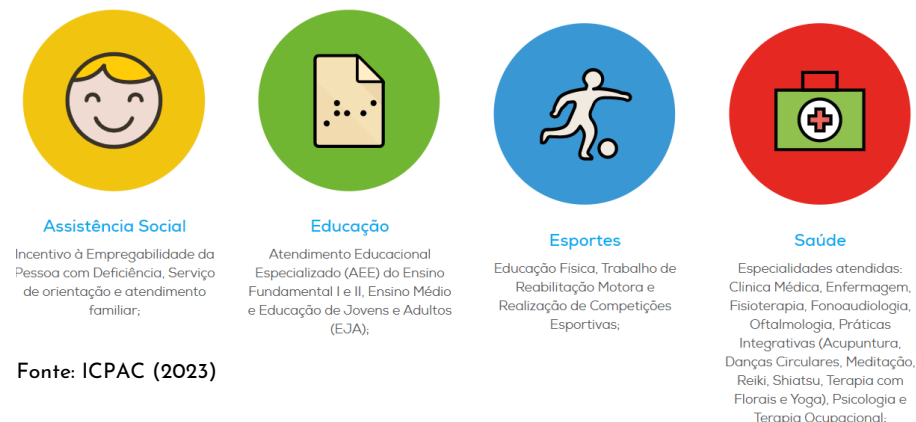 Assistência Social
Incentivo à Empregabilidade da
Pessoa com Deficiência, Serviço
de orientação e atendimento
familiar;
Educação
Atendimento Educacional
Especializado (AEE) do Ensino
Fundamental I e II, Ensino Médio
e Educação de Jovens e Adultos
(EJA);
Esportes
Educação Física, Trabalho de
Reabilitação Motora e
Realização de Competições
Esportivas;
Saúde
Especialidades atendidas:
Clínica Médica, Enfermagem,
Fisioterapia, Fonoaudiologia,
Oftalmologia, Práticas
Integrativas (Acupuntura,
Danças Circulares, Meditação,
Reiki, Shiatsu, Terapia com
Florais e Yoga), Psicologia e
Terapia Ocupacional;
Fonte: ICPAC (2023)